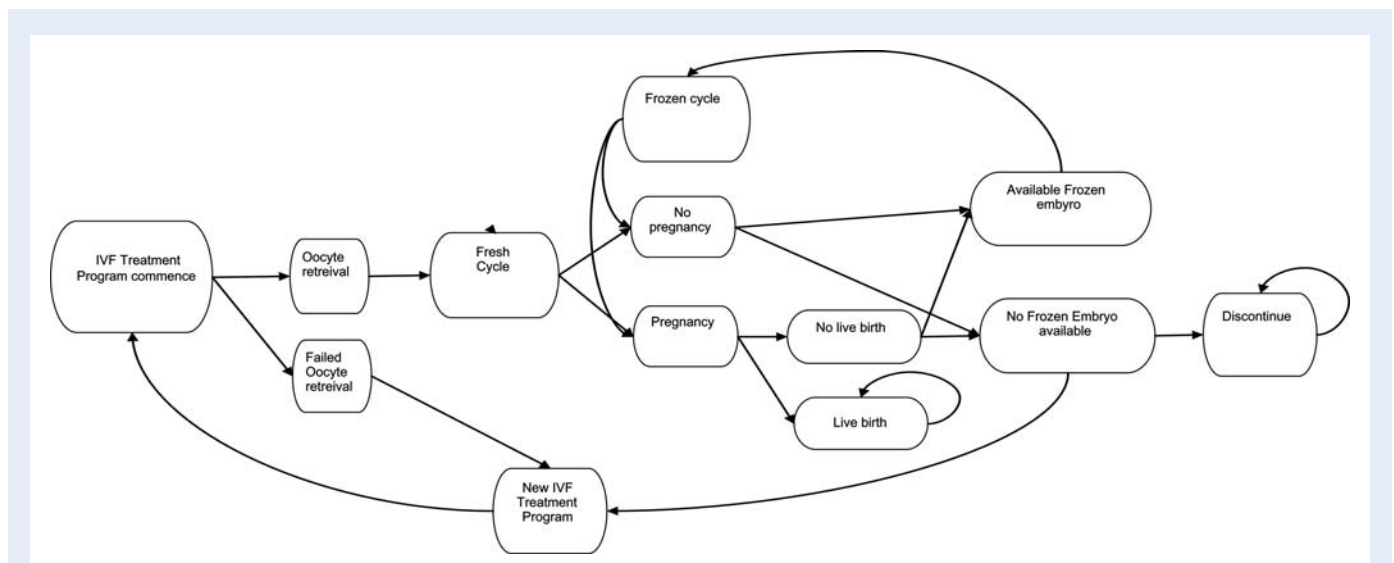 Frozen cycle
Available Frozen
embyro
No
pregnancy
IVF Treatment
Program commence
Oocyte
retreival
Fresh
Cycle
Pregnancy
No live birth
No Frozen Embryo
available
Discontinue
Failed
Oocyte
retreival
Live birth
New IVF
Treatment
Program